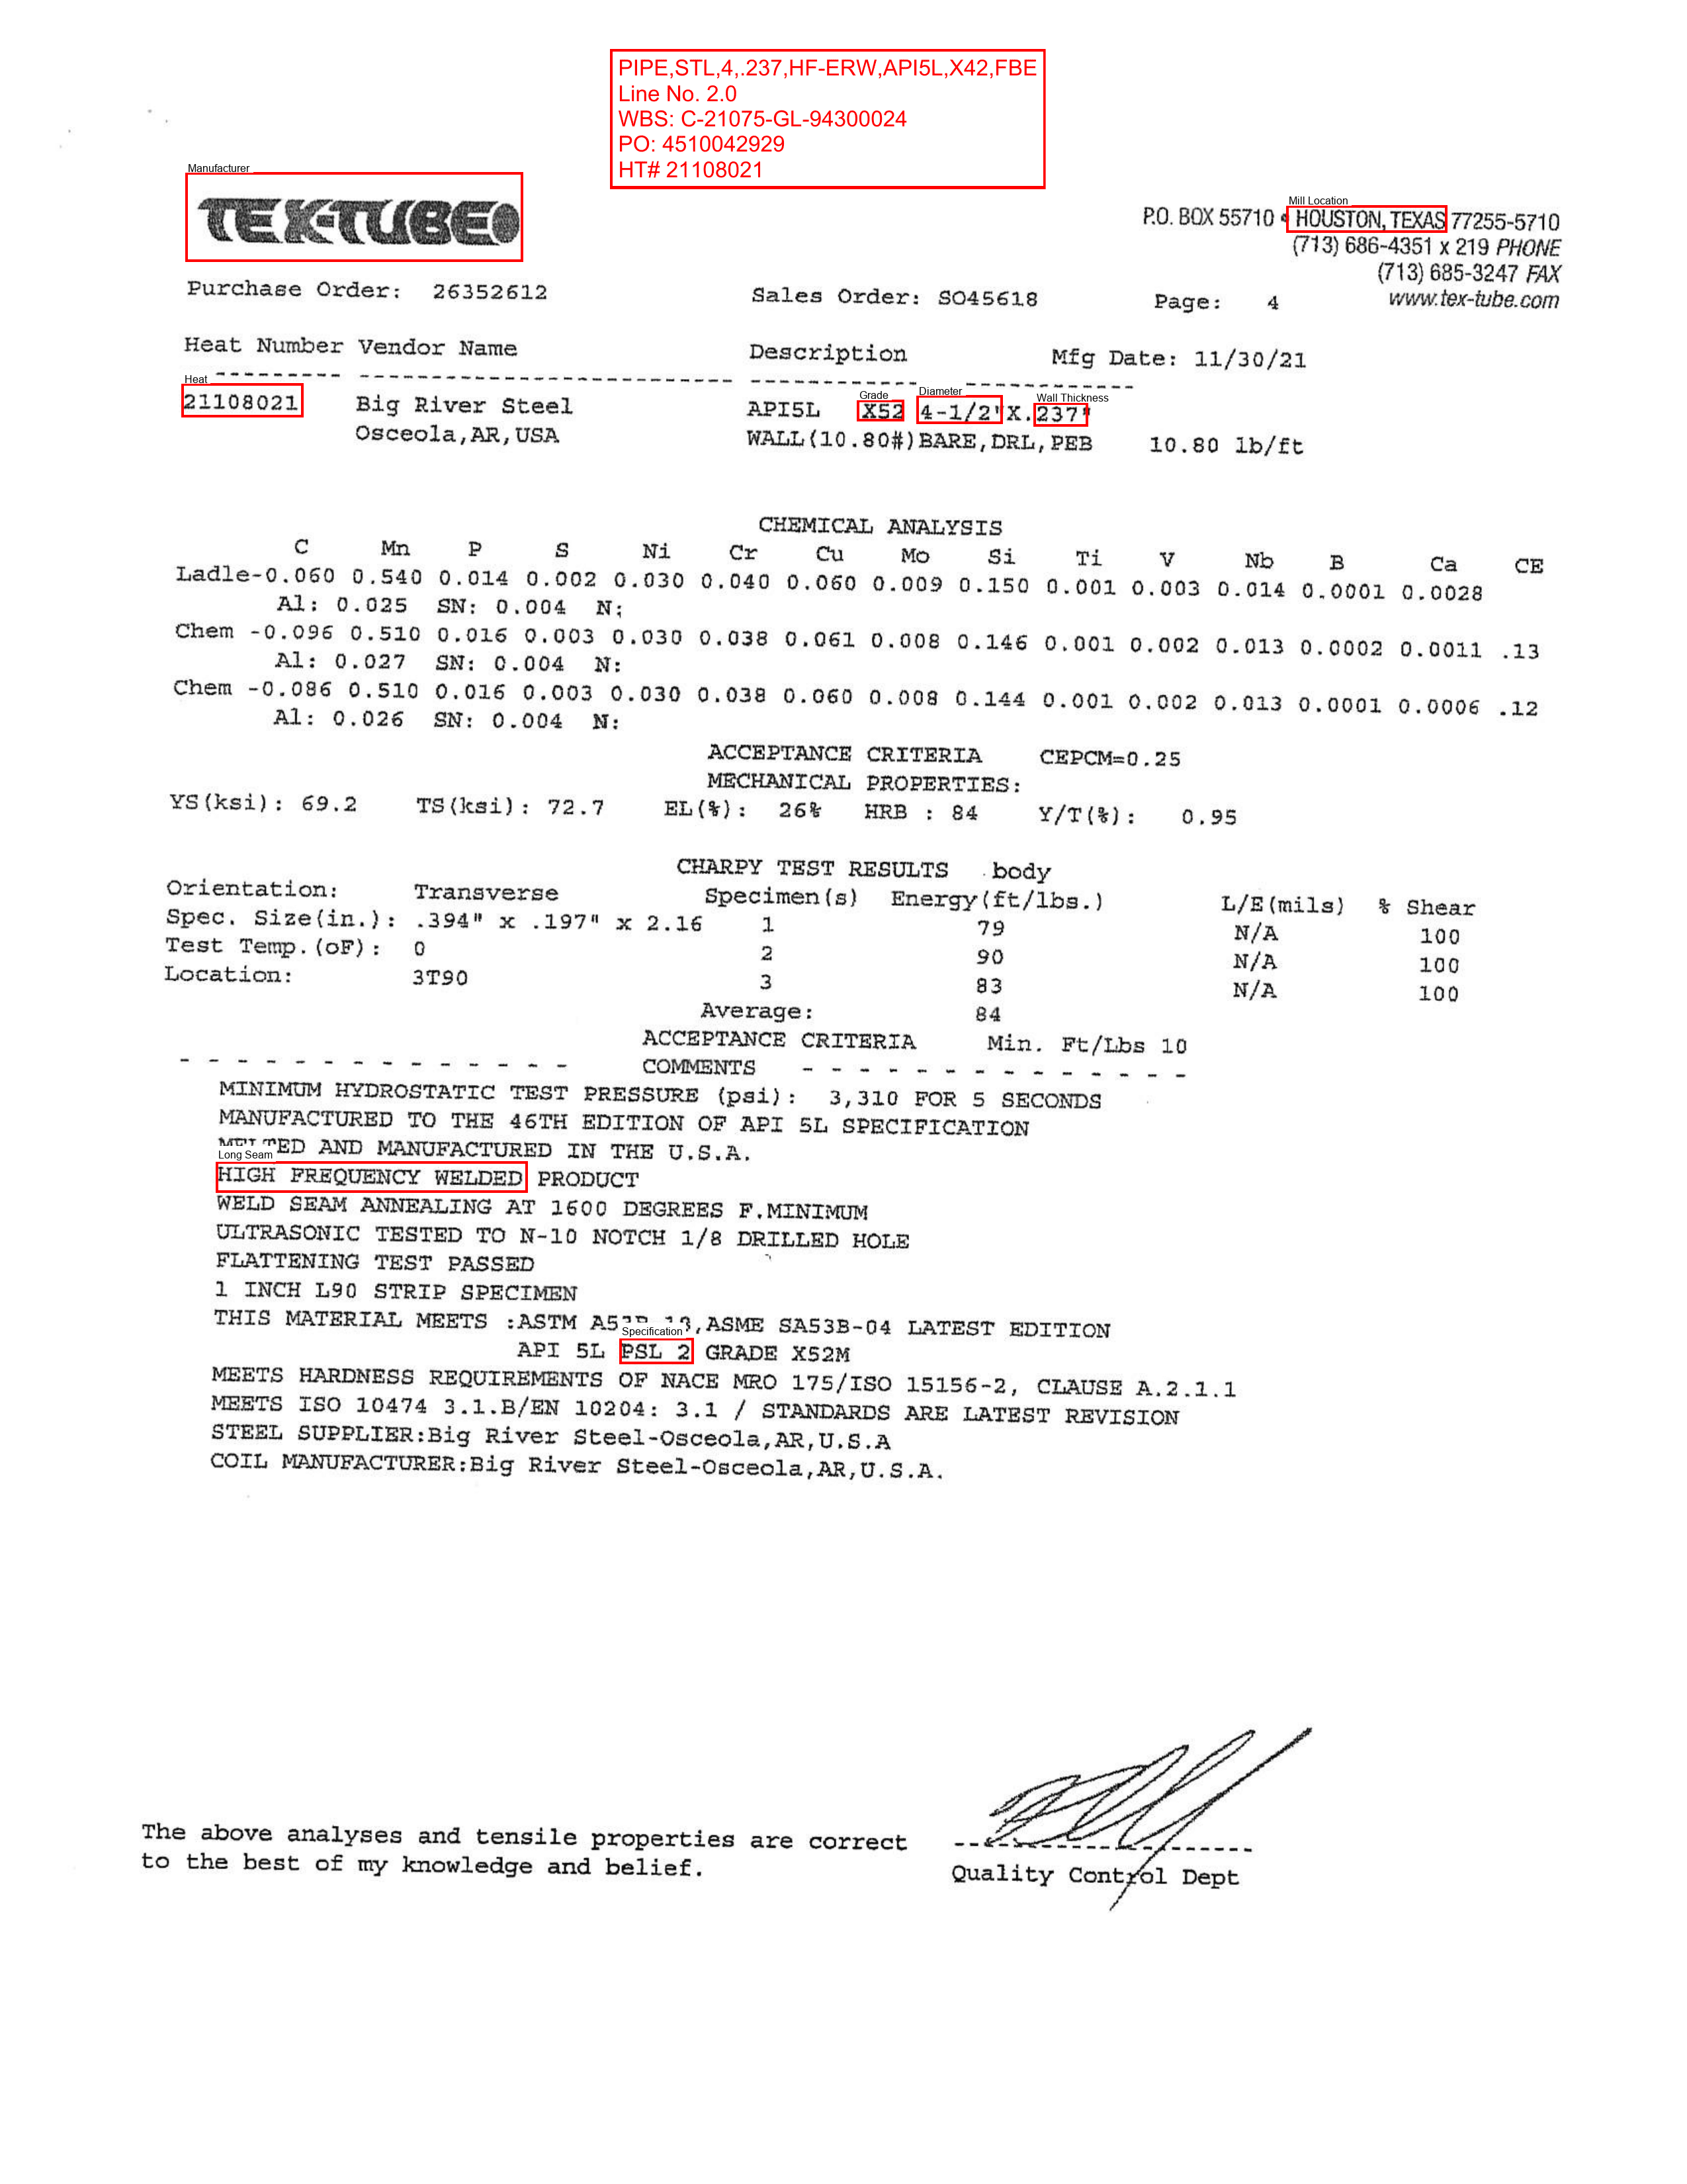 PIPE,STL,4,.237,HF-ERW,API5L,X42,FBE
Line No. 2.0
WBS: C-21075-GL-94300024
PO: 4510042929
HT# 21108021
Manufacturer
TEX-TUBE
Mill Location
P.O. BOX 55710 • HOUSTON, TEXAS 77255-5710
(713) 686-4351 x 219 PHONE
(713) 685-3247 FAX
www.tex-tube.com
Purchase Order: 26352612 Sales Order: SO45618 Page: 4
Heat Number Vendor Name Description Mfg Date: 11/30/21
Heat Grade Diameter Wall Thickness
21108021 Big River Steel API5L X52 4-1/2"X.237"
Osceola,AR,USA WALL(10.80#)BARE,DRL,PEB 10.80 lb/ft
CHEMICAL ANALYSIS
C Mn P S Ni Cr Cu Mo Si Ti V Nb B Ca CE
Ladle-0.060 0.540 0.014 0.002 0.030 0.040 0.060 0.009 0.150 0.001 0.003 0.014 0.0001 0.0028
Al: 0.025 SN: 0.004 N:
Chem -0.096 0.510 0.016 0.003 0.030 0.038 0.061 0.008 0.146 0.001 0.002 0.013 0.0002 0.0011 .13
Al: 0.027 SN: 0.004 N:
Chem -0.086 0.510 0.016 0.003 0.030 0.038 0.060 0.008 0.144 0.001 0.002 0.013 0.0001 0.0006 .12
Al: 0.026 SN: 0.004 N:
ACCEPTANCE CRITERIA CEPCM=0.25
MECHANICAL PROPERTIES:
YS(ksi): 69.2 TS(ksi): 72.7 EL(%): 26% HRB : 84 Y/T(%): 0.95
CHARPY TEST RESULTS body
Orientation: Transverse Specimen(s) Energy(ft/lbs.) L/E(mils) % Shear
Spec. Size(in.): .394" x .197" x 2.16 1 79 N/A 100
Test Temp.(oF): 0 2 90 N/A 100
Location: 3T90 3 83 N/A 100
Average: 84
ACCEPTANCE CRITERIA Min. Ft/Lbs 10
- - - - - - - - - - - - - - COMMENTS - - - - - - - - - - - - - -
MINIMUM HYDROSTATIC TEST PRESSURE (psi): 3,310 FOR 5 SECONDS
MANUFACTURED TO THE 46TH EDITION OF API 5L SPECIFICATION
MELTED AND MANUFACTURED IN THE U.S.A.
Long Seam
HIGH FREQUENCY WELDED PRODUCT
WELD SEAM ANNEALING AT 1600 DEGREES F.MINIMUM
ULTRASONIC TESTED TO N-10 NOTCH 1/8 DRILLED HOLE
FLATTENING TEST PASSED
1 INCH L90 STRIP SPECIMEN
THIS MATERIAL MEETS :ASTM ,ASME SA53B-04 LATEST EDITION
Specification
API 5L PSL 2 GRADE X52M
MEETS HARDNESS REQUIREMENTS OF NACE MRO 175/ISO 15156-2, CLAUSE A.2.1.1
MEETS ISO 10474 3.1.B/EN 10204: 3.1 / STANDARDS ARE LATEST REVISION
STEEL SUPPLIER:Big River Steel-Osceola,AR,U.S.A
COIL MANUFACTURER:Big River Steel-Osceola,AR,U.S.A.
The above analyses and tensile properties are correct
to the best of my knowledge and belief.
Quality Control Dept